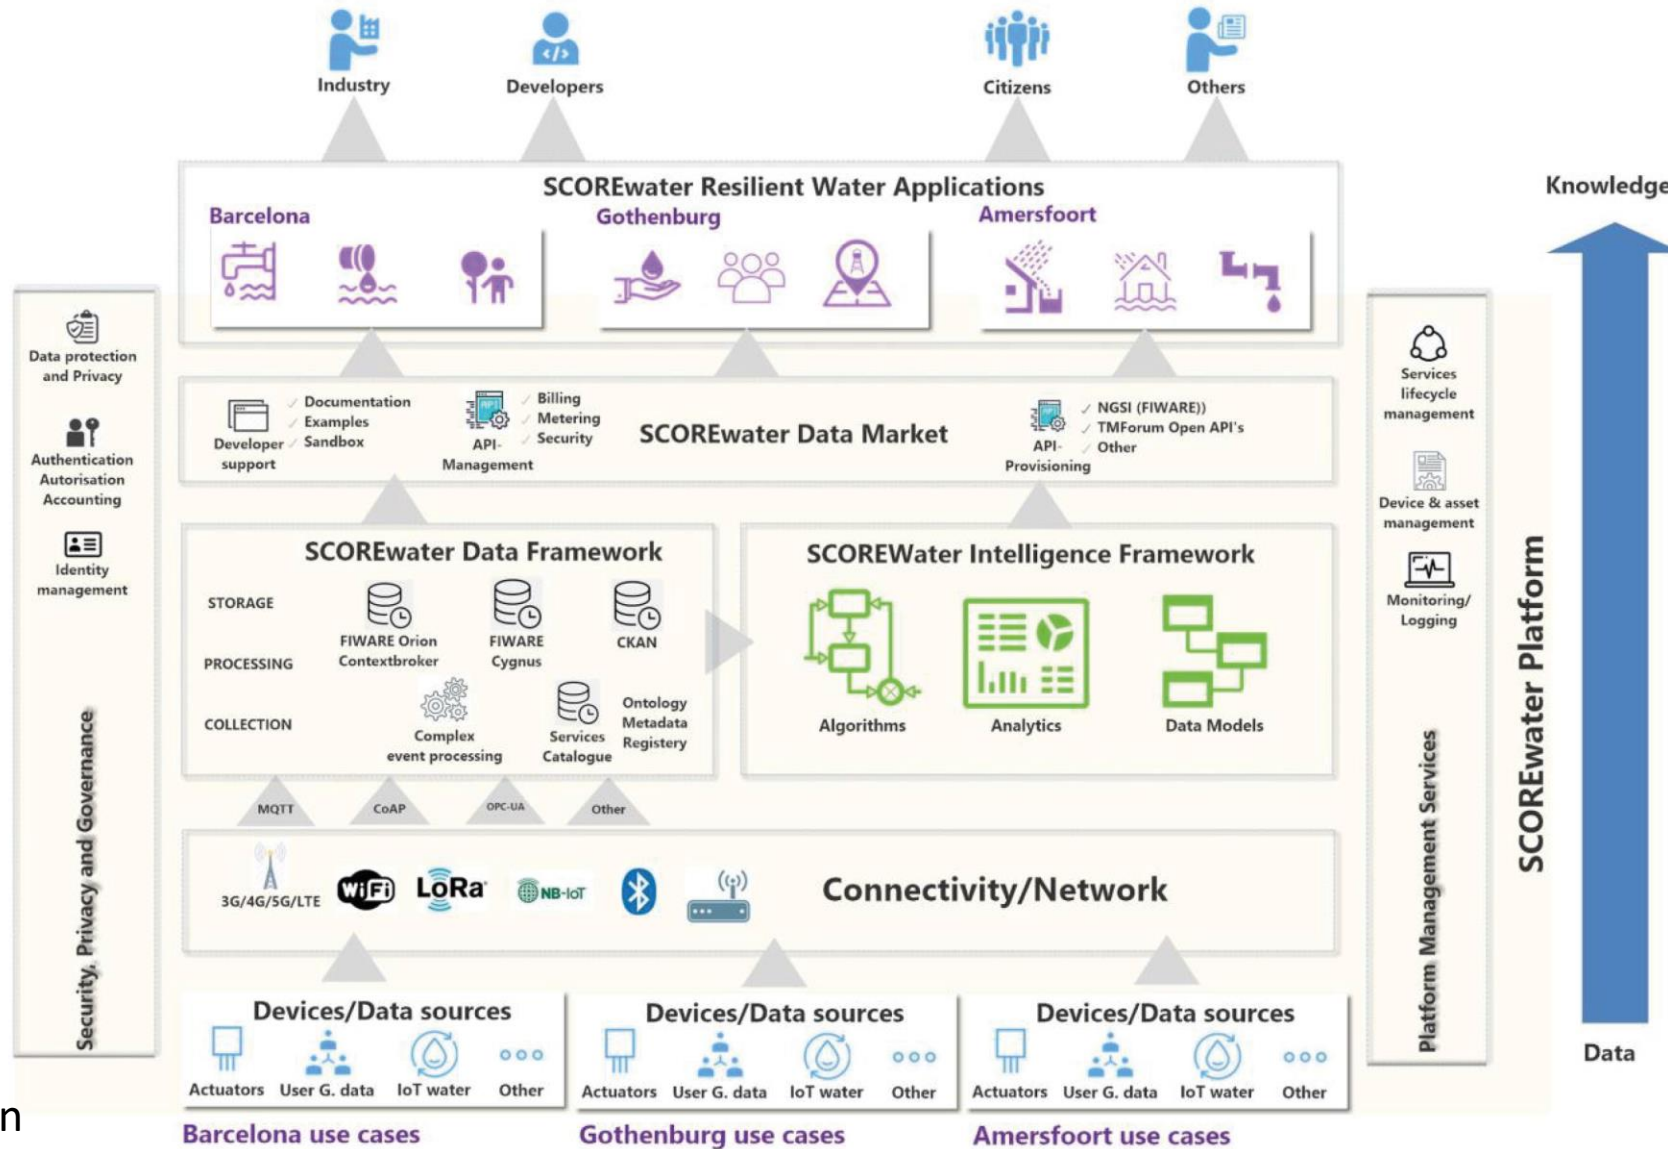 Industry
Developers
Citizens
Others
SCOREwater Resilient Water Applications
Barcelona
Gothenburg
Amersfoort
Knowledge
Data protection
and Privacy
Authentication
Autorisation
Accounting
Identity
management
Security, Privacy and Governance
Developer
support
Documentation
Examples
Sandbox
API
API-
Management
Billing
Metering
Security
SCOREwater Data Market
API
API-
Provisioning
NGSI (FIWARE))
TMForum Open API's
Other
SCOREwater Data Framework
STORAGE
PROCESSING
COLLECTION
FIWARE Orion
Contextbroker
FIWARE
Cygnus
CKAN
Complex
event processing
Services
Catalogue
Ontology
Metadata
Registery
SCOREWater Intelligence Framework
Algorithms
Analytics
Data Models
MQTT
CoAP
OPC-UA
Other
3G/4G/5G/LTE
WiFi
LoRa
NB-IoT
Connectivity/Network
Devices/Data sources
Actuators
User G. data
IoT water
Other
Devices/Data sources
Actuators
User G. data
IoT water
Other
Devices/Data sources
Actuators
User G. data
IoT water
Other
n
Barcelona use cases
Gothenburg use cases
Amersfoort use cases
Services
lifecycle
management
Device & asset
management
Monitoring/
Logging
Platform Management Services
SCOREwater Platform
Data